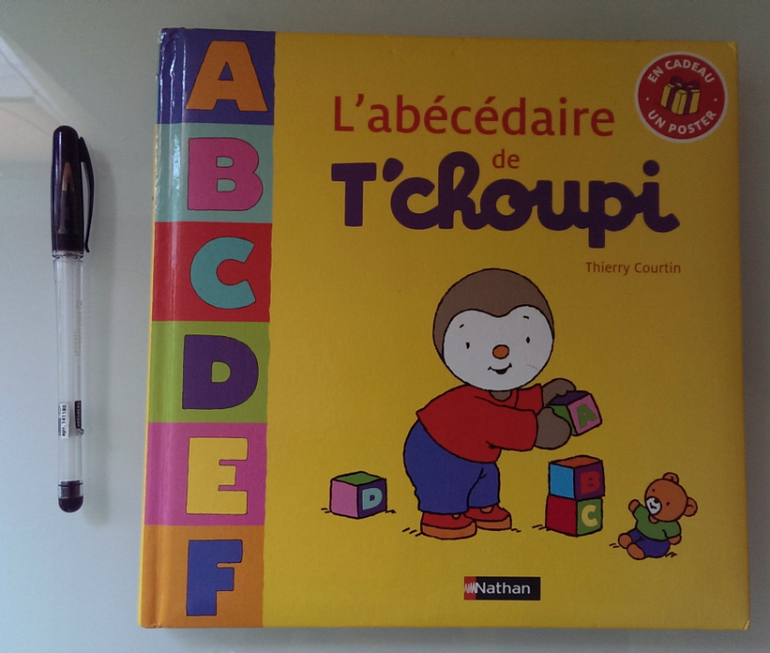 A
B
C
D
E
F
L'abécédaire
de
T'choupi
Thierry Courtin
EN CADEAU
UN POSTER
A
B
C
D
Nathan